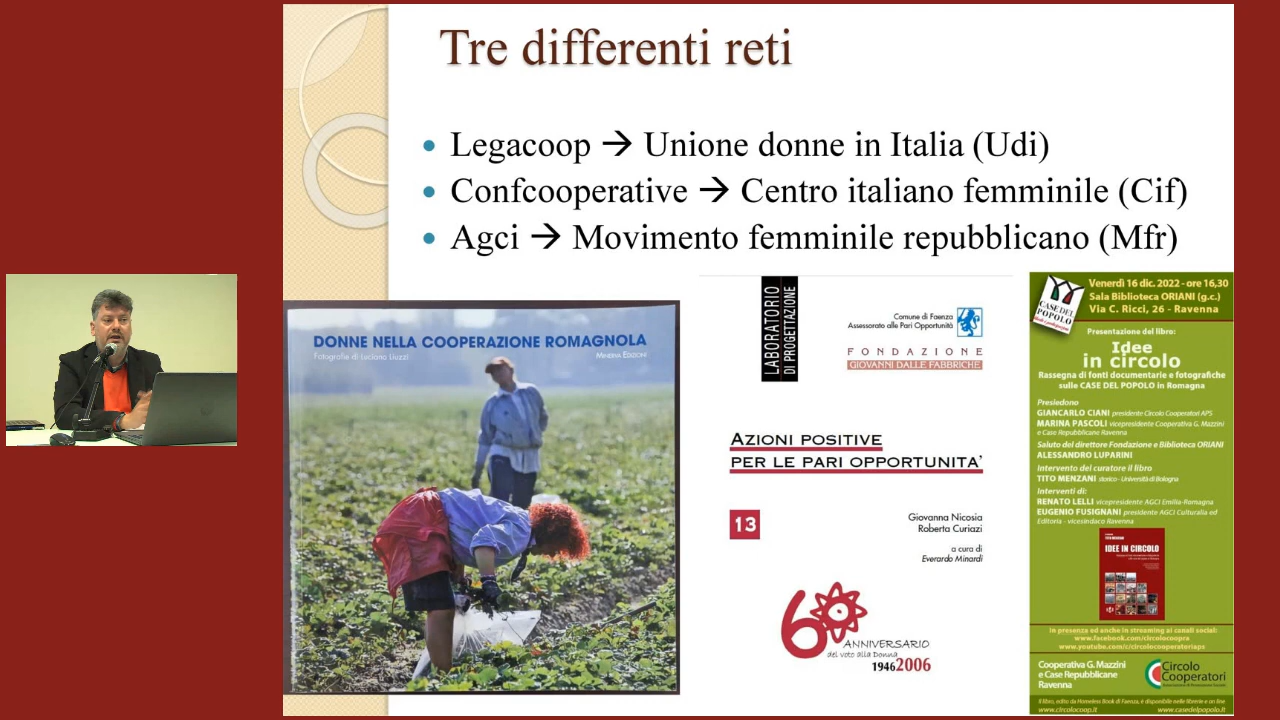 Tre differenti reti
• Legacoop → Unione donne in Italia (Udi)
• Confcooperative → Centro italiano femminile (Cif)
• Agci → Movimento femminile repubblicano (Mfr)
DONNE NELLA COOPERAZIONE ROMAGNOLA
Fotografie di Luciano Liuzzi
MINERVA EDIZIONI
LABORATORIO
DI PROGETTAZIONE
Comune di Faenza
Assessorato alle Pari Opportunità
FONDAZIONE
GIOVANNI DALLE FABBRICHE
AZIONI POSITIVE
PER LE PARI OPPORTUNITA'
13
Giovanna Nicosia
Roberta Curiazi
a cura di
Everardo Minardi
60
ANNIVERSARIO
del voto alla Donna
1946 2006
CASE DEL
POPOLO
Venerdì 16 dic. 2022 - ore 16,30
Sala Biblioteca ORIANI (g.c.)
Via C. Ricci, 26 - Ravenna
Presentazione del libro:
Idee
in circolo
Rassegna di fonti documentarie e fotografiche
sulle CASE DEL POPOLO in Romagna
Presiedono
GIANCARLO CIANI presidente Circolo Cooperatori APS
MARINA PASCOLI vicepresidente Cooperativa G. Mazzini
e Case Repubblicane Ravenna
Saluto del direttore Fondazione e Biblioteca ORIANI
ALESSANDRO LUPARINI
Intervento del curatore il libro
TITO MENZANI storico - Università di Bologna
Interventi di:
RENATO LELLI vicepresidente AGCI Emilia-Romagna
EUGENIO FUSIGNANI presidente AGCI Culturalia ed
Editoria - vicesindaco Ravenna
IDEE IN CIRCOLO
In presenza ed anche in streaming ai canali social:
www.facebook.com/circolocoopra
www.youtube.com/c/circolocooperatoriaps
Cooperativa G. Mazzini
e Case Repubblicane
Ravenna
Circolo
Cooperatori
Il libro, edito da Homeless Book di Faenza, è disponibile nelle librerie e on line
www.circolocoop.it
www.casedelpopolo.it